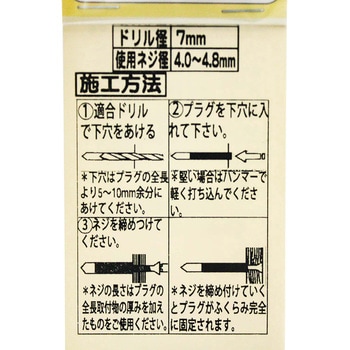 ドリル径 7mm
使用ネジ径 4.0〜4.8mm
施工方法
①適合ドリル
で下穴をあける
＊下穴はプラグの全長
より5〜10mm余分に
あけてください。
②プラグを下穴に入
れて下さい。
＊堅い場合はハンマーで
軽く打ち込んでくださ
い。
③ネジを締めつけて
ください。
＊ネジの長さはプラグの
全長取付物の厚みを加え
たものをご使用ください。
＊ネジを締め付けていく
とプラグがふくらみ完全
に固定されます。